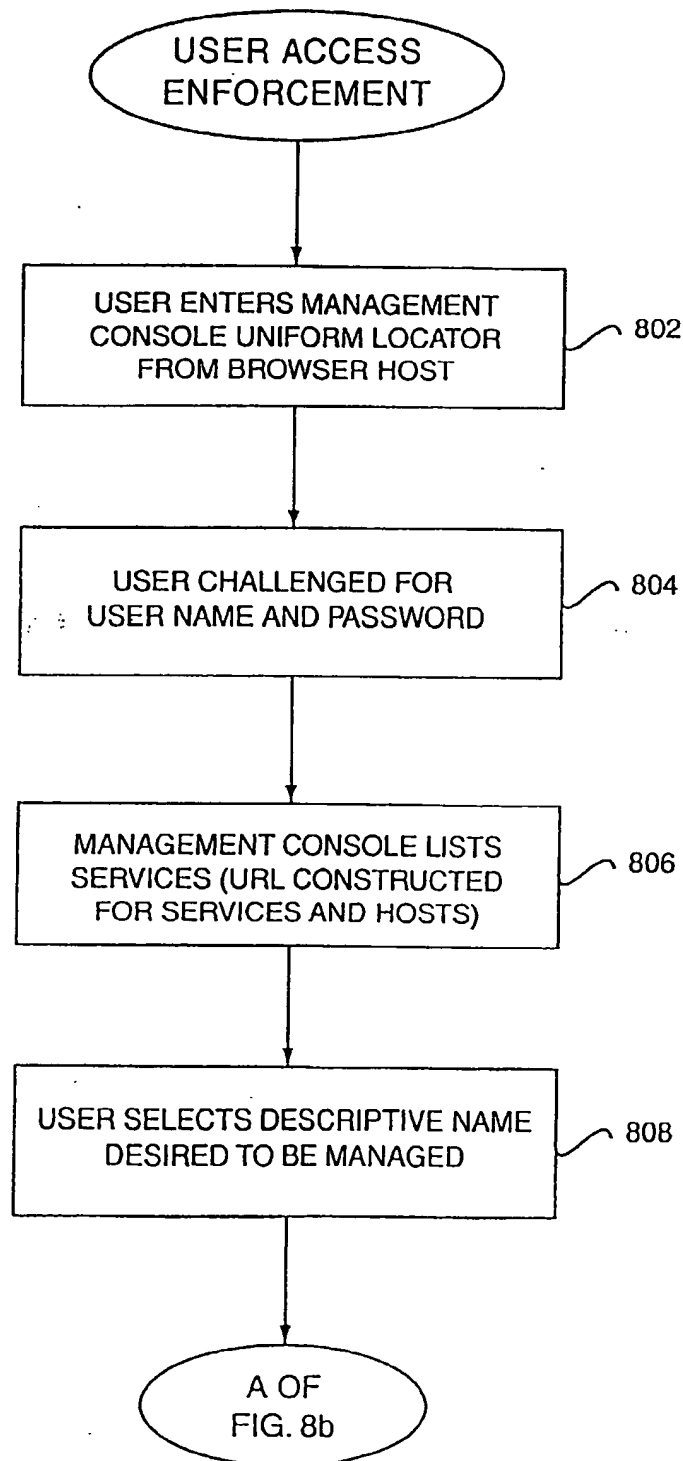 USER ACCESS
ENFORCEMENT
USER ENTERS MANAGEMENT
CONSOLE UNIFORM LOCATOR
FROM BROWSER HOST
802
USER CHALLENGED FOR
USER NAME AND PASSWORD
804
MANAGEMENT CONSOLE LISTS
SERVICES (URL CONSTRUCTED
FOR SERVICES AND HOSTS)
806
USER SELECTS DESCRIPTIVE NAME
DESIRED TO BE MANAGED
808
A OF
FIG. 8b